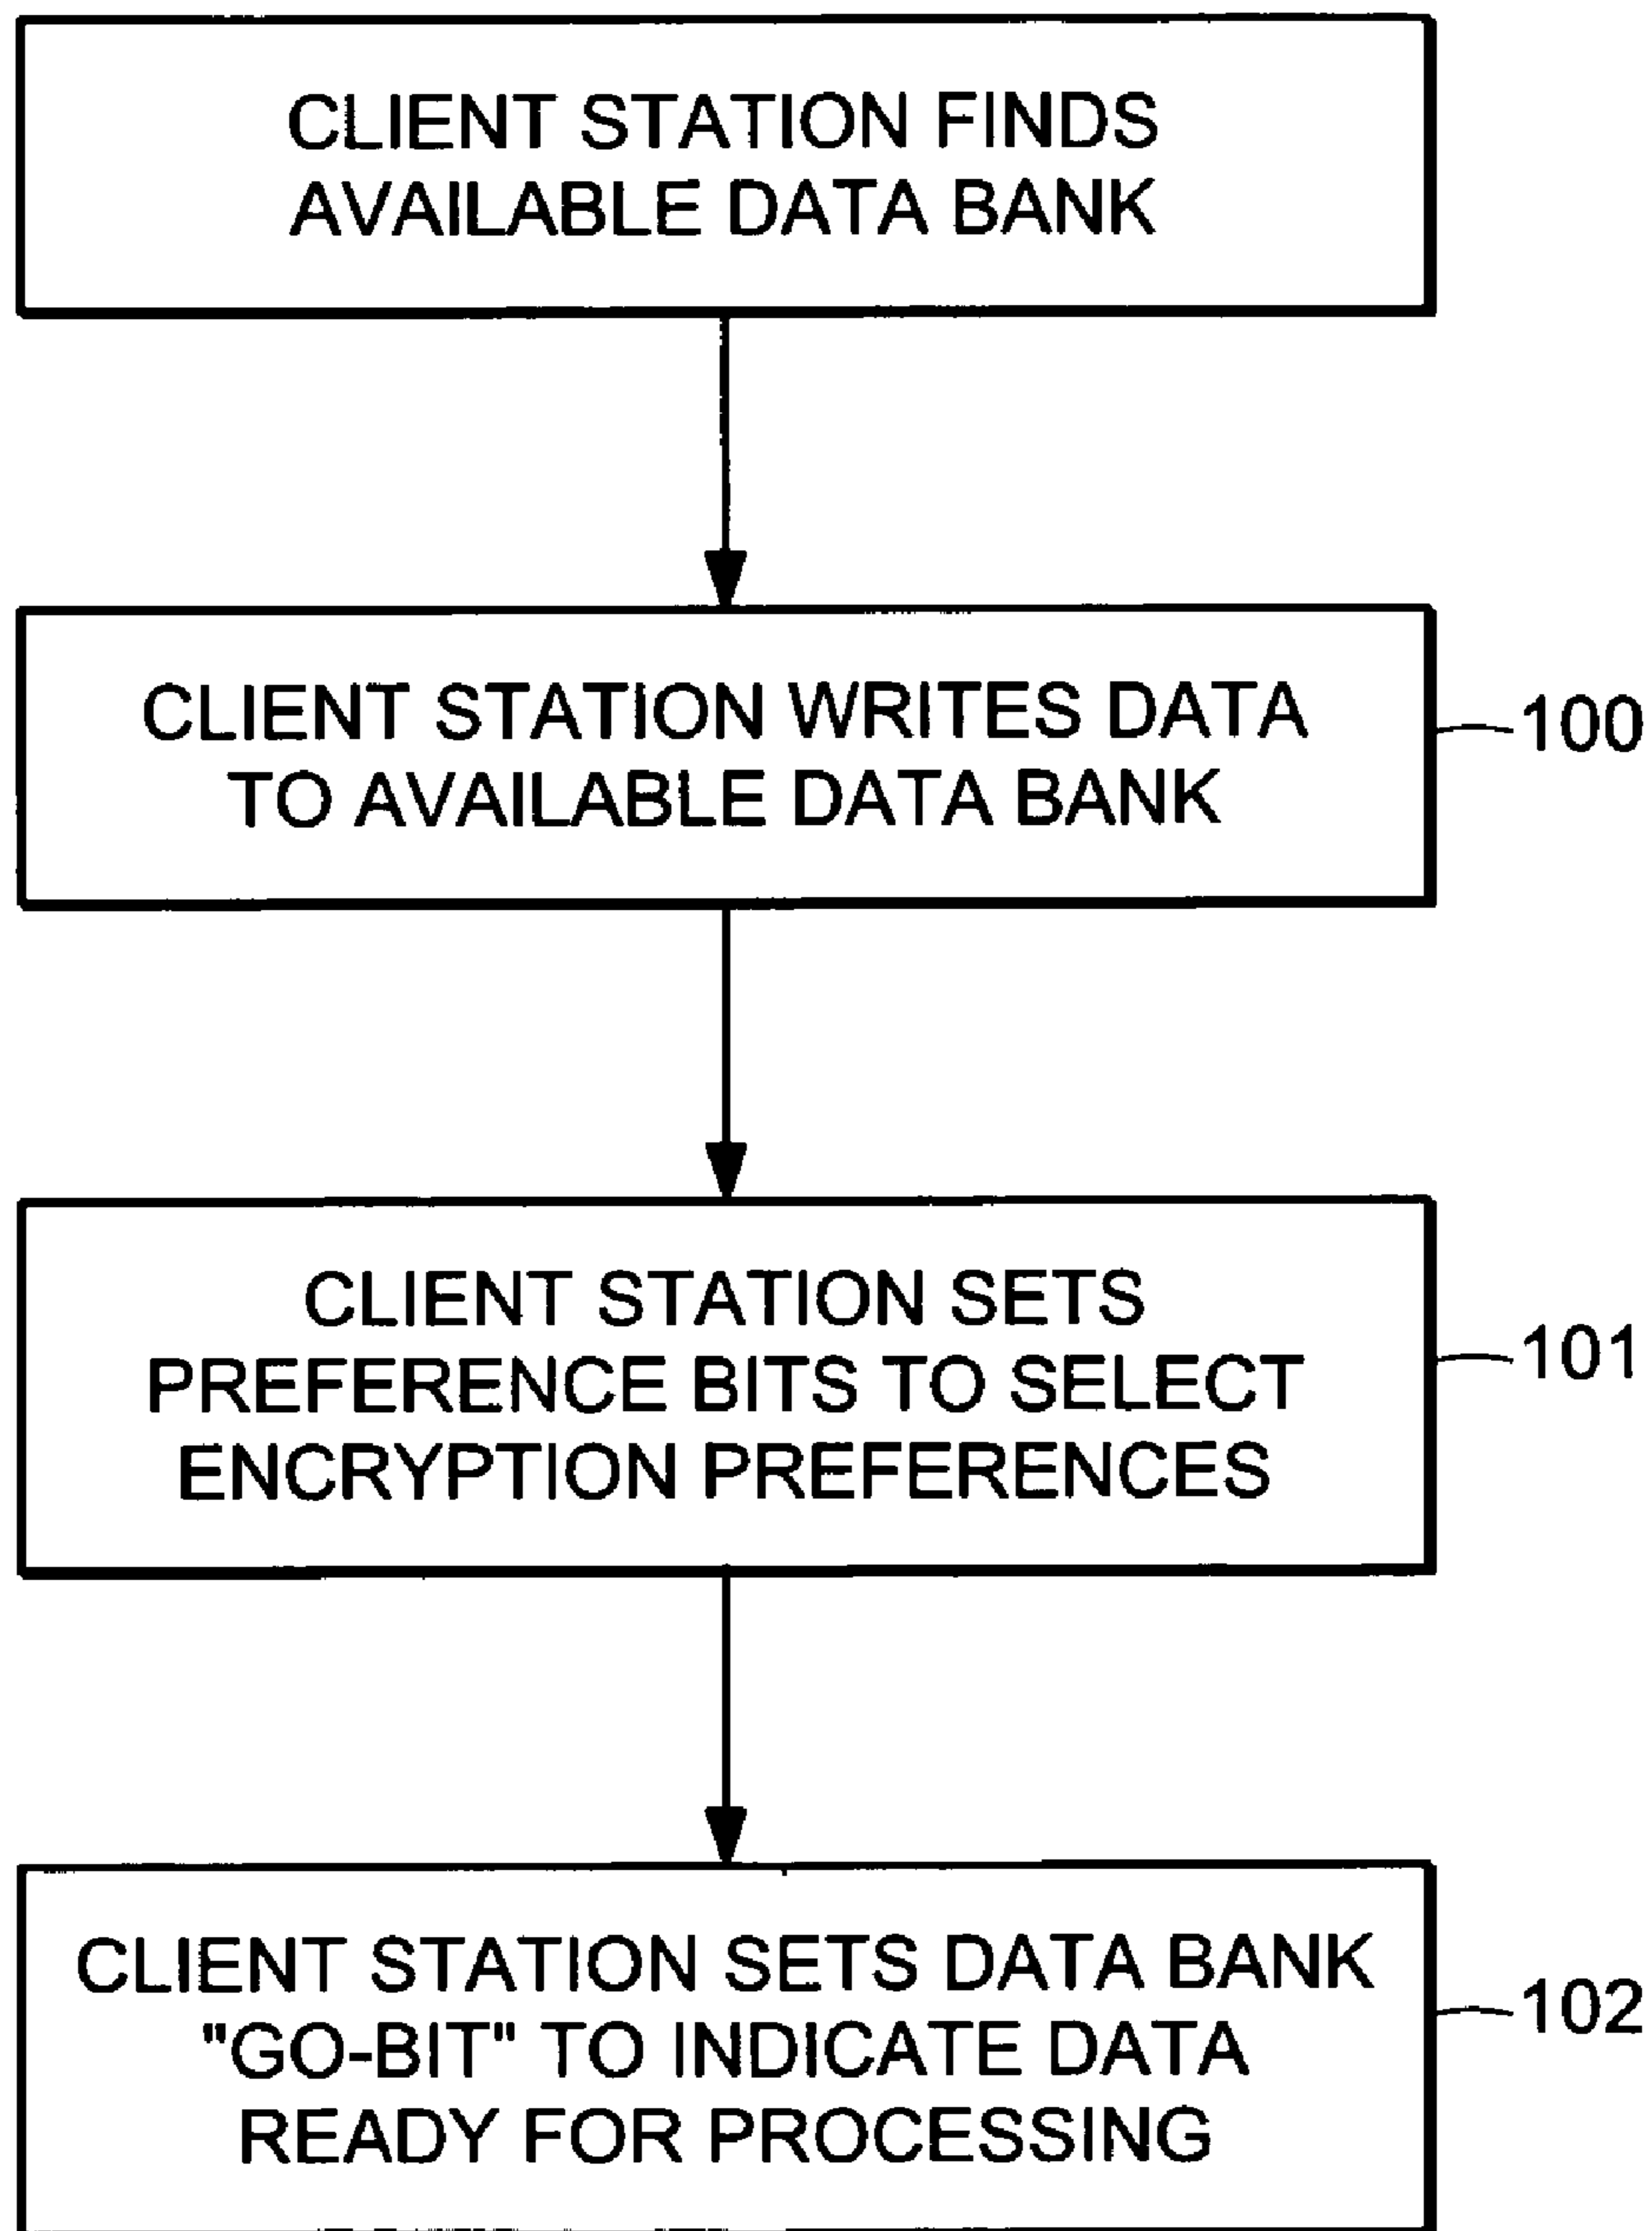 CLIENT STATION FINDS
AVAILABLE DATA BANK
CLIENT STATION WRITES DATA
TO AVAILABLE DATA BANK
100
CLIENT STATION SETS
PREFERENCE BITS TO SELECT
ENCRYPTION PREFERENCES
101
CLIENT STATION SETS DATA BANK
"GO-BIT" TO INDICATE DATA
READY FOR PROCESSING
102